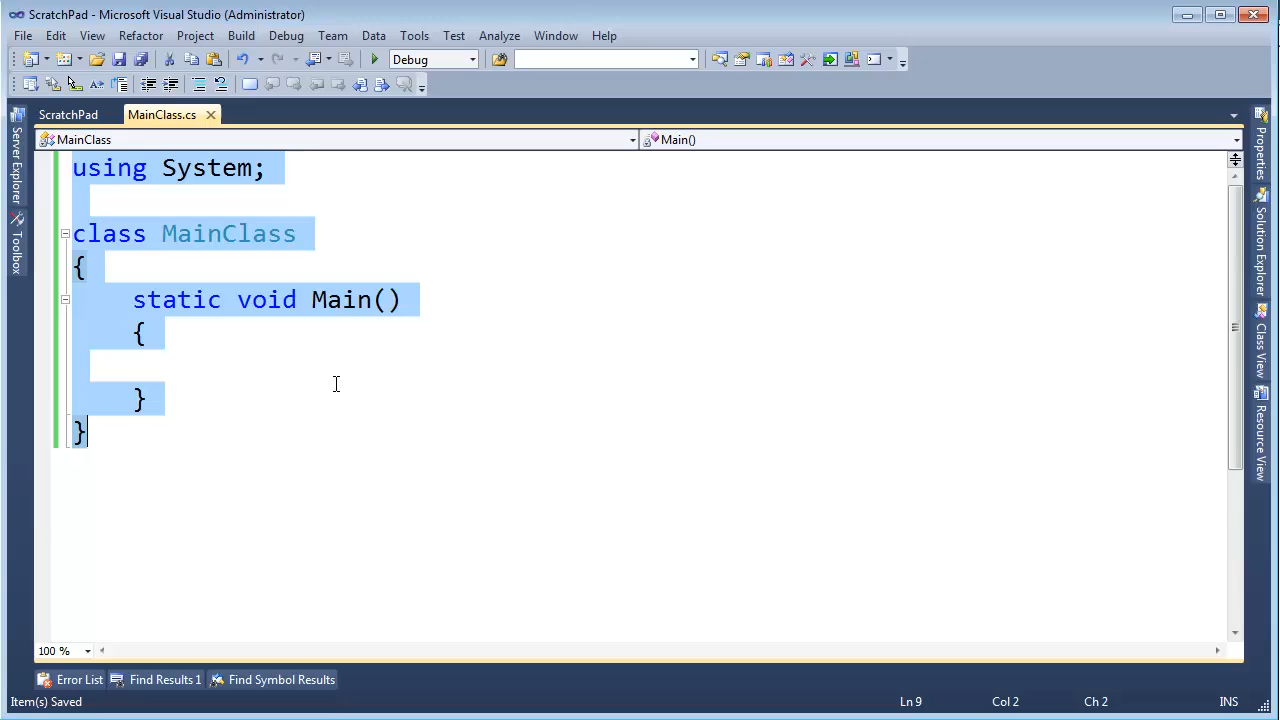 ScratchPad - Microsoft Visual Studio (Administrator)
File Edit View Refactor Project Build Debug Team Data Tools Test Analyze Window Help
Debug
ScratchPad MainClass.cs
MainClass Main()
Server Explorer
Toolbox
using System;
class MainClass
{
static void Main()
{
}
}
Properties
Solution Explorer
Class View
Resource View
100 %
Error List Find Results 1 Find Symbol Results
Item(s) Saved Ln 9 Col 2 Ch 2 INS